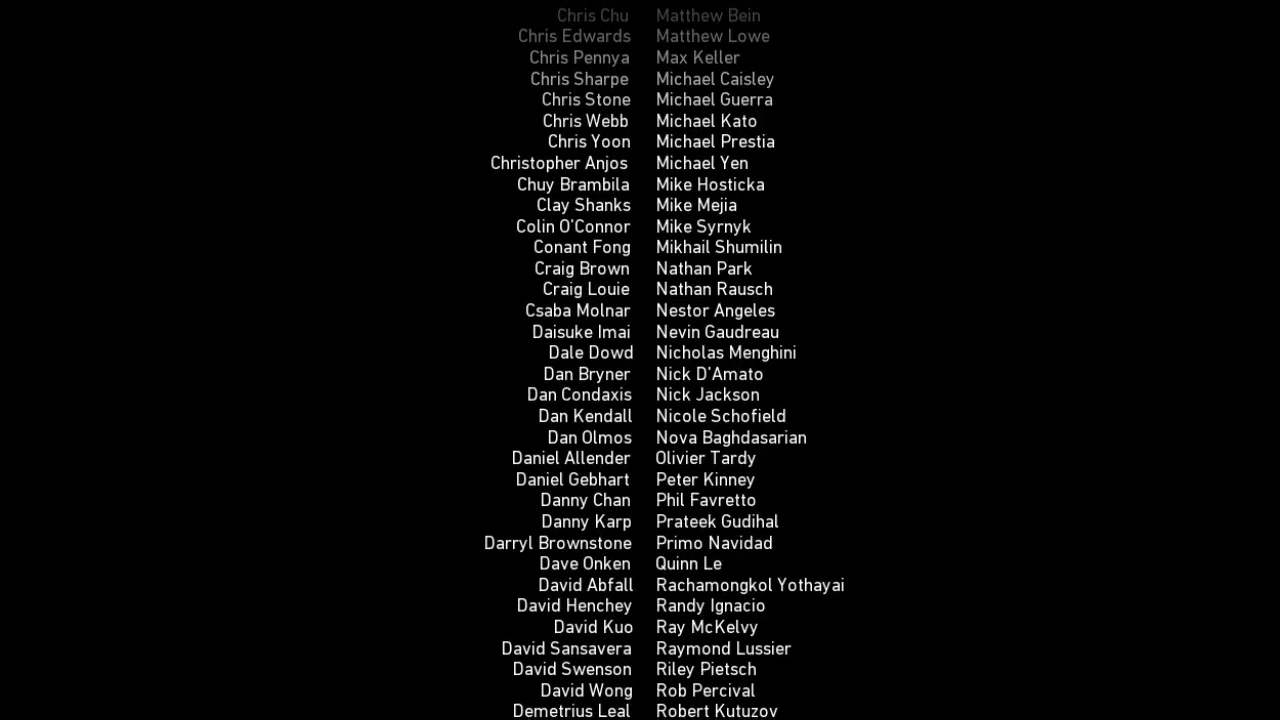 Chris Chu Matthew Bein
Chris Edwards Matthew Lowe
Chris Pennya Max Keller
Chris Sharpe Michael Caisley
Chris Stone Michael Guerra
Chris Webb Michael Kato
Chris Yoon Michael Prestia
Christopher Anjos Michael Yen
Chuy Brambila Mike Hosticka
Clay Shanks Mike Mejia
Colin O'Connor Mike Syrnyk
Conant Fong Mikhail Shumilin
Craig Brown Nathan Park
Craig Louie Nathan Rausch
Csaba Molnar Nestor Angeles
Daisuke Imai Nevin Gaudreau
Dale Dowd Nicholas Menghini
Dan Bryner Nick D'Amato
Dan Condaxis Nick Jackson
Dan Kendall Nicole Schofield
Dan Olmos Nova Baghdasarian
Daniel Allender Olivier Tardy
Daniel Gebhart Peter Kinney
Danny Chan Phil Favretto
Danny Karp Prateek Gudihal
Darryl Brownstone Primo Navidad
Dave Onken Quinn Le
David Abfall Rachamongkol Yothayai
David Henchey Randy Ignacio
David Kuo Ray McKelvy
David Sansavera Raymond Lussier
David Swenson Riley Pietsch
David Wong Rob Percival
Demetrius Leal Robert Kutuzov